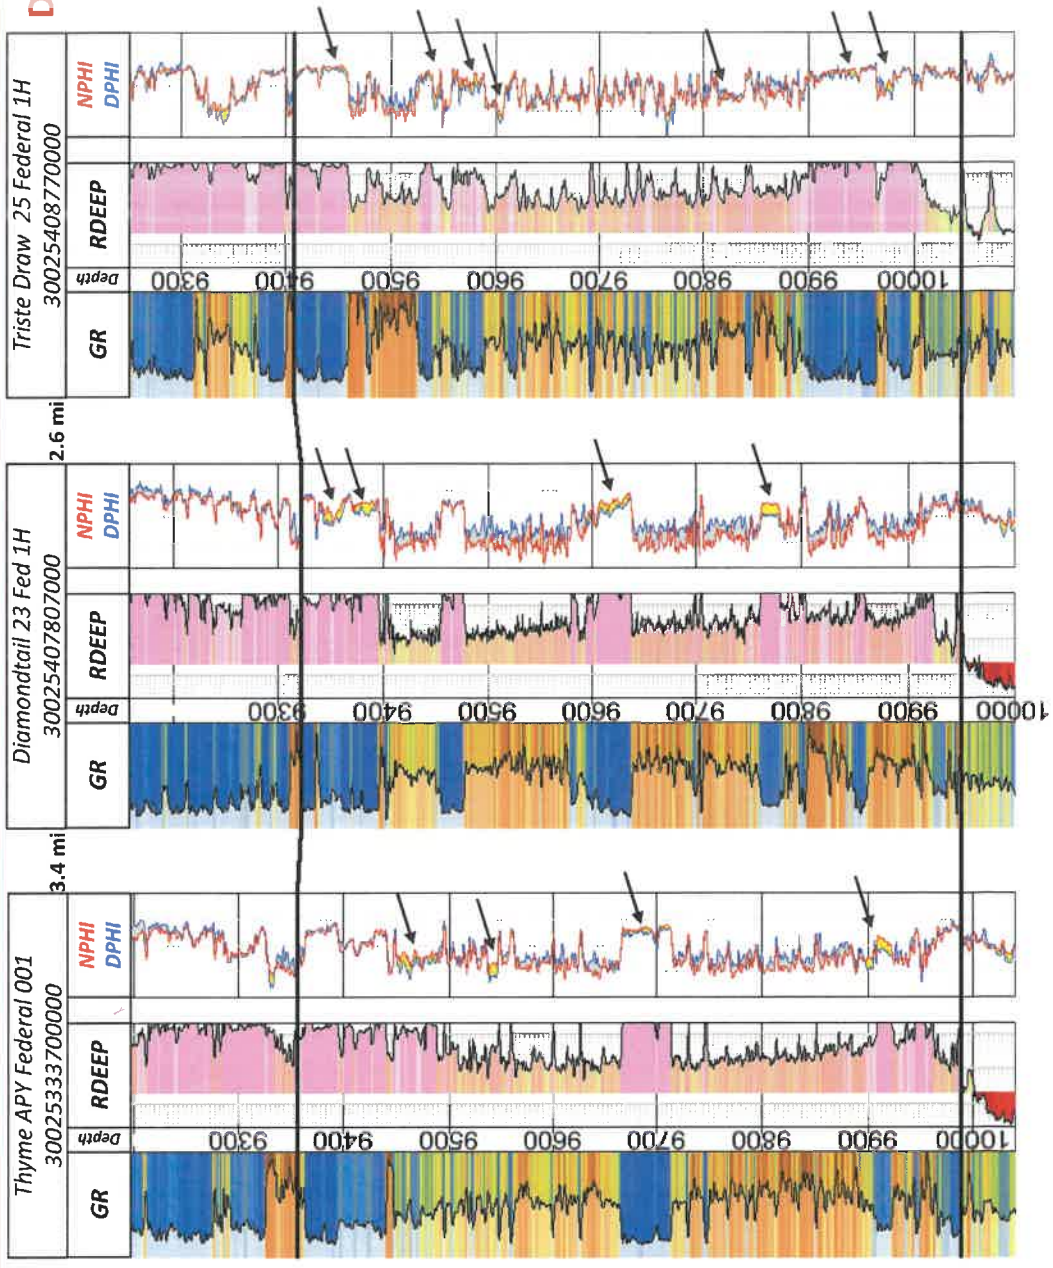 D
Triste Draw 25 Federal 1H
30025408770000
GR
Depth
RDEEP
NPHI
DPHI
9300
9400
9500
9600
9700
9800
9900
10000
2.6 mi
Diamondtail 23 Fed 1H
30025407807000
GR
Depth
RDEEP
NPHI
DPHI
9300
9400
9500
9600
9700
9800
9900
10000
3.4 mi
Thyme APY Federal 001
30025333700000
GR
Depth
RDEEP
NPHI
DPHI
9300
9400
9500
9600
9700
9800
9900
10000